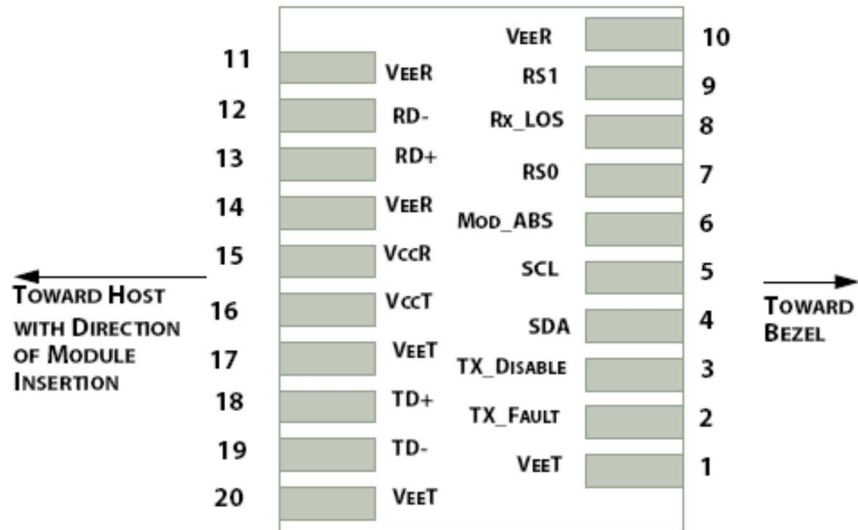 11
12
13
14
15
16
17
18
19
20
VEER
RD-
RD+
VEER
VCCR
VCCT
VEET
TD+
TD-
VEET
VEER
RS1
RX_LOS
RS0
MOD_ABS
SCL
SDA
TX_DISABLE
TX_FAULT
VEET
10
9
8
7
6
5
4
3
2
1
TOWARD HOST
WITH DIRECTION
OF MODULE
INSERTION
TOWARD
BEZEL